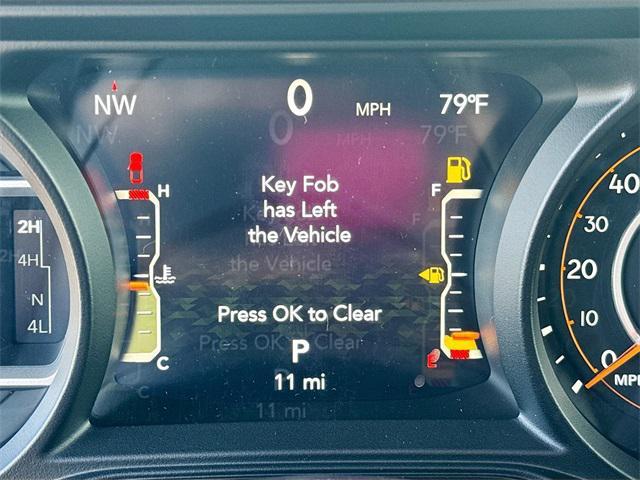 NW
0
MPH
79°F
H
F
Key Fob
has Left
the Vehicle
Press OK to Clear
P
11 mi
C
E
2H
4H
N
4L
40
30
20
10
0